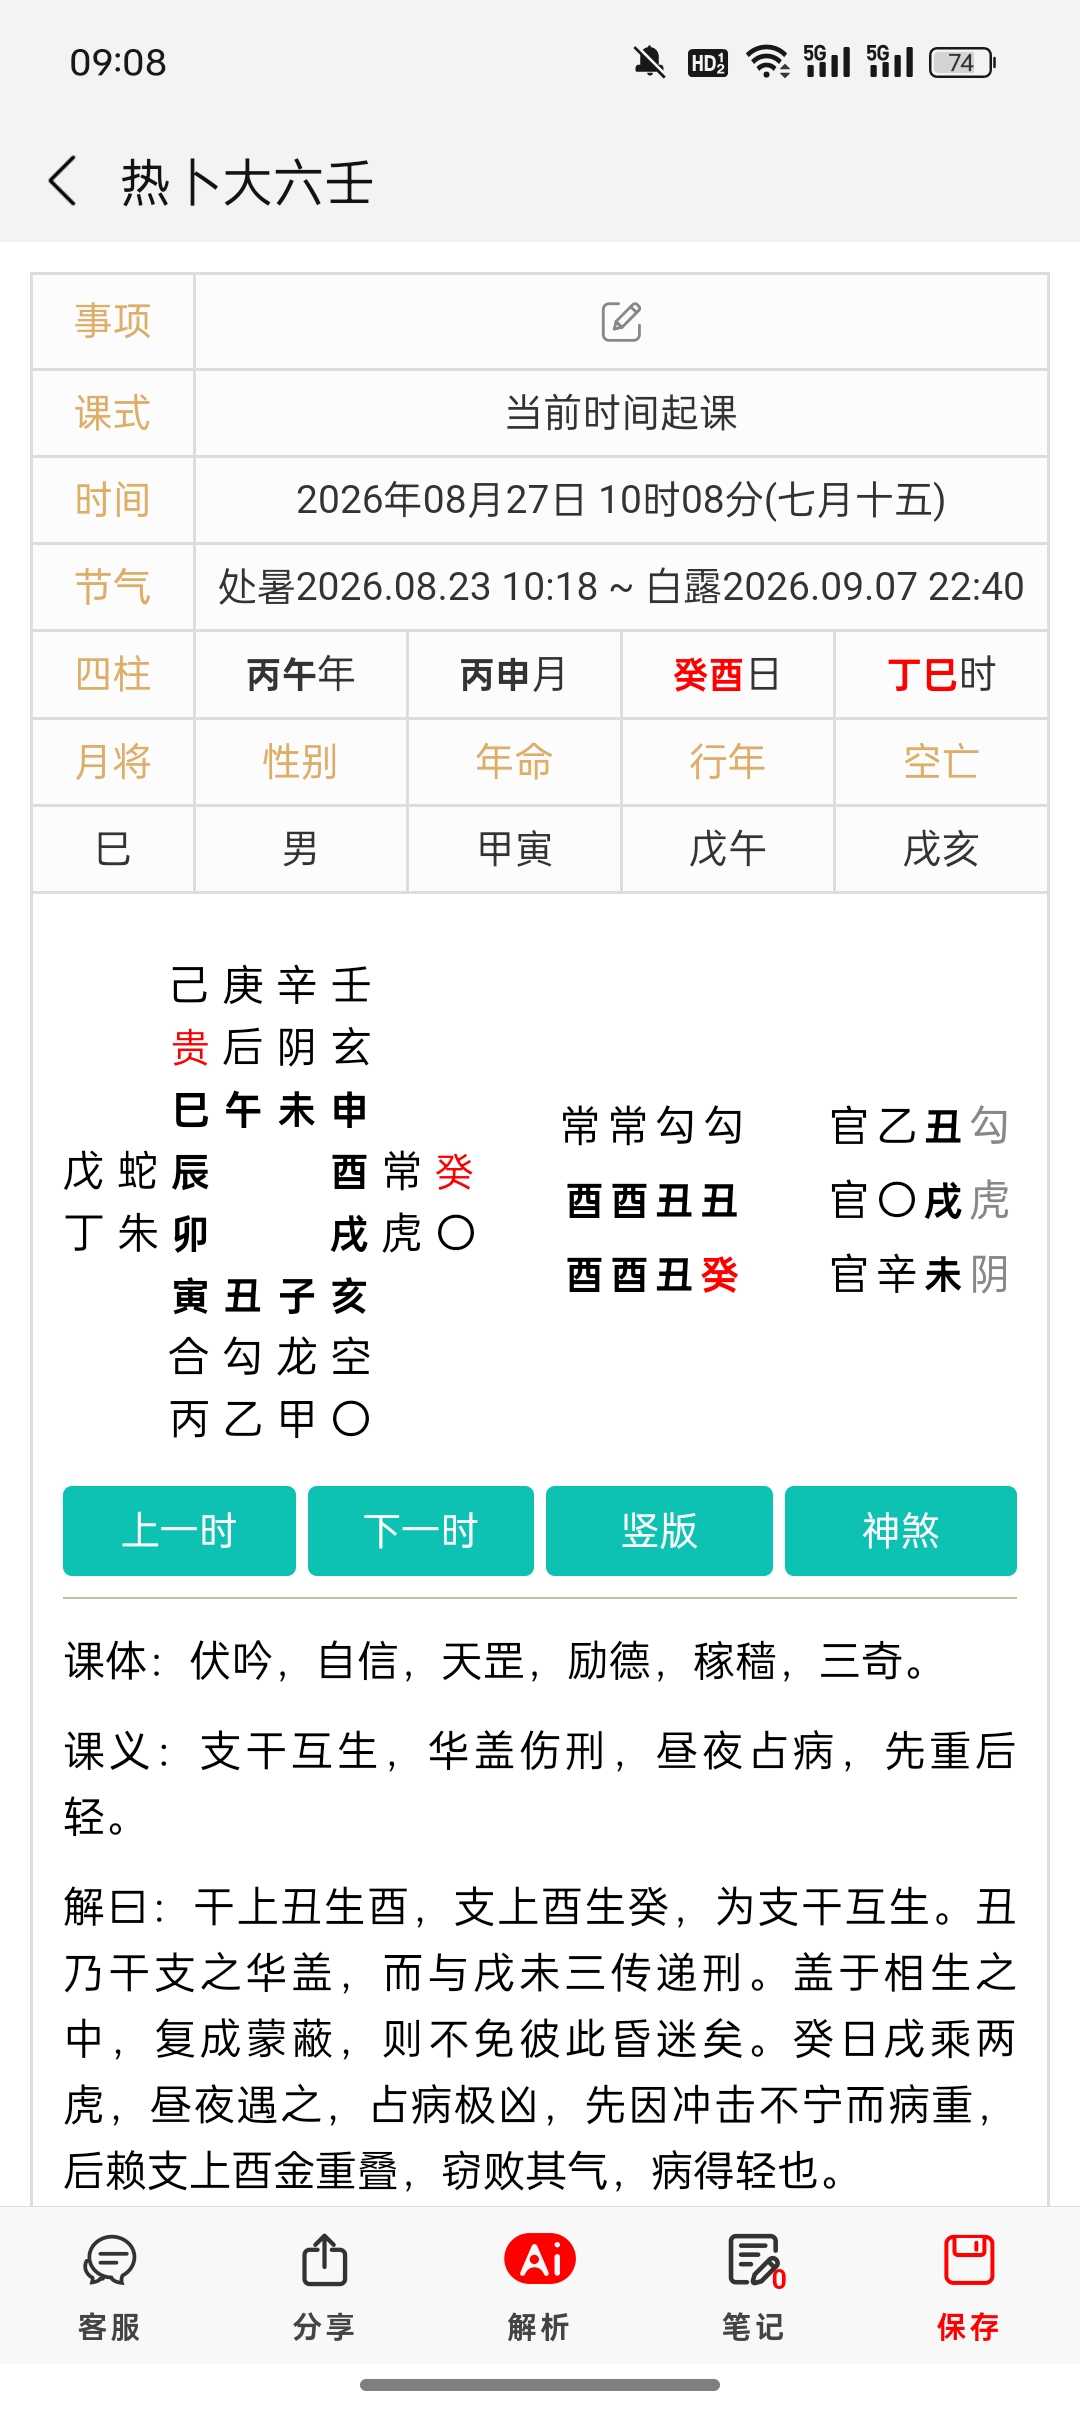 09:08
HD 1 2 5G 5G 74
热卜大六壬
事项
课式 当前时间起课
时间 2026年08月27日 10时08分(七月十五)
节气 处暑2026.08.23 10:18 ~ 白露2026.09.07 22:40
四柱 丙午年 丙申月 癸酉日 丁巳时
月将 性别 年命 行年 空亡
巳 男 甲寅 戊午 戌亥
己庚辛壬
贵后阴玄
巳午未申
戊蛇辰 酉常癸
丁朱卯 戌虎〇
寅丑子亥
合勾龙空
丙乙甲〇
常常勾勾 官乙丑勾
酉酉丑丑 官〇戌虎
酉酉丑癸 官辛未阴
上一时 下一时 竖版 神煞
课体：伏吟，自信，天罡，励德，稼穑，三奇。
课义：支干互生，华盖伤刑，昼夜占病，先重后
轻。
解曰：干上丑生酉，支上酉生癸，为支干互生。丑
乃干支之华盖，而与戌未三传递刑。盖于相生之
中，复成蒙蔽，则不免彼此昏迷矣。癸日戌乘两
虎，昼夜遇之，占病极凶，先因冲击不宁而病重，
后赖支上酉金重叠，窃败其气，病得轻也。
Ai 0
客服 分享 解析 笔记 保存